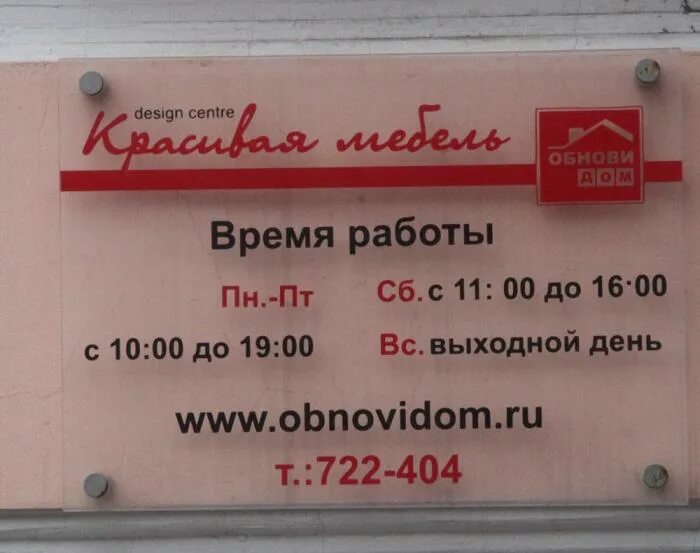 design centre
Красивая мебель
ОБНОВИ
ДОМ
Время работы
Пн.-Пт
с 10:00 до 19:00
Сб. с 11: 00 до 16·00
Вс. выходной день
www.obnovidom.ru
т.:722-404